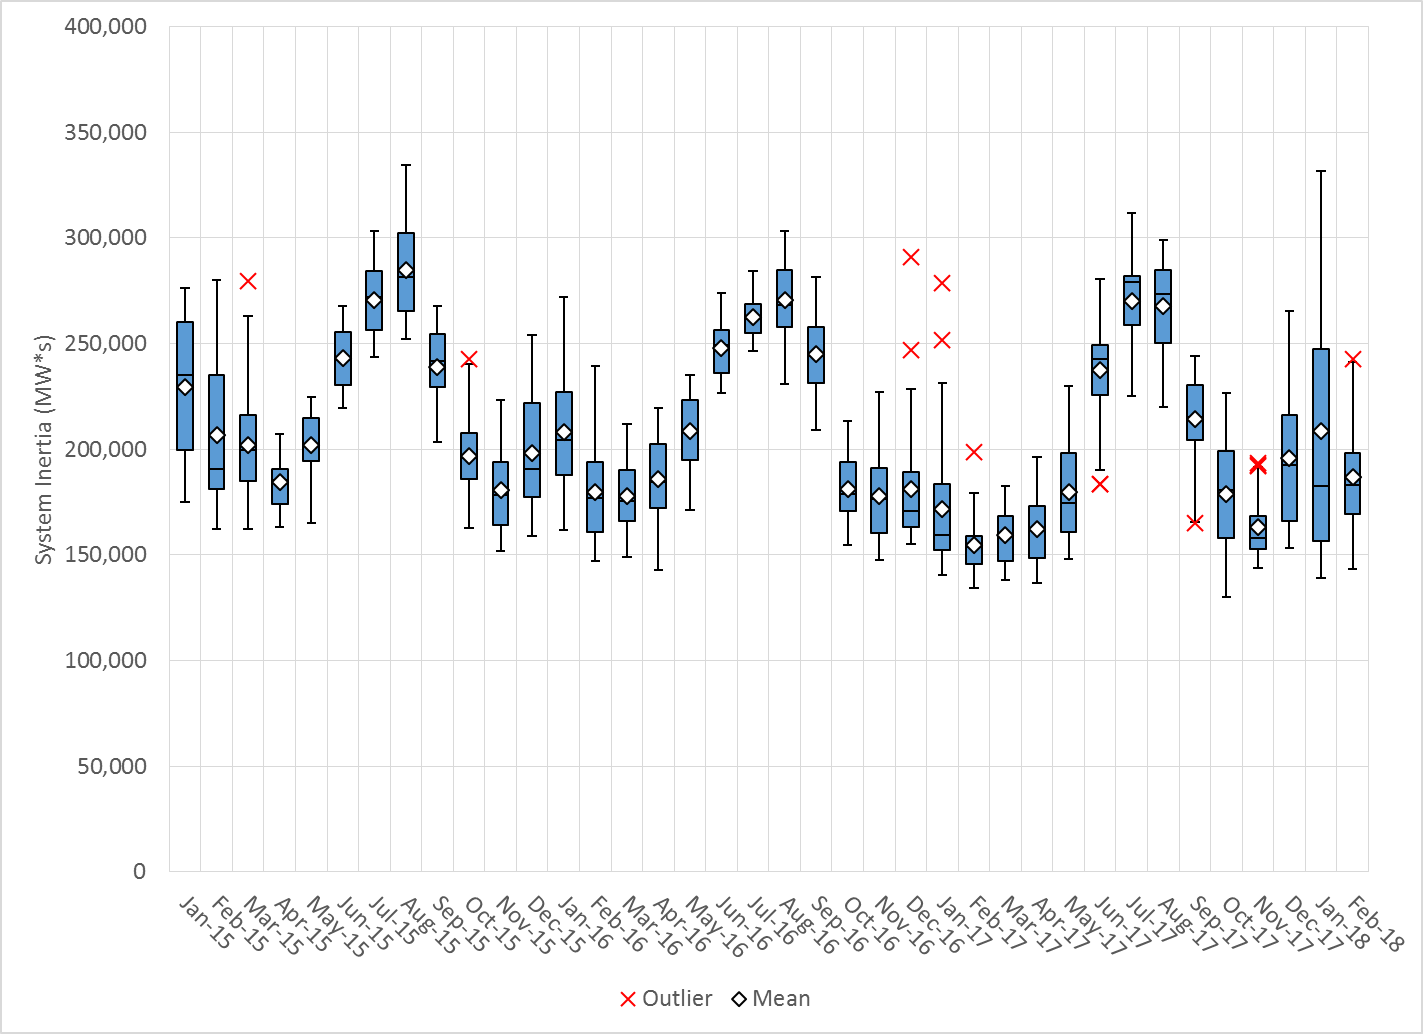 System Inertia (MW*s)
400,000
350,000
300,000
250,000
200,000
150,000
100,000
50,000
0
Jan-15
Feb-15
Mar-15
Apr-15
May-15
Jun-15
Jul-15
Aug-15
Sep-15
Oct-15
Nov-15
Dec-15
Jan-16
Feb-16
Mar-16
Apr-16
May-16
Jun-16
Jul-16
Aug-16
Sep-16
Oct-16
Nov-16
Dec-16
Jan-17
Feb-17
Mar-17
Apr-17
May-17
Jun-17
Jul-17
Aug-17
Sep-17
Oct-17
Nov-17
Dec-17
Jan-18
Feb-18
Outlier
Mean